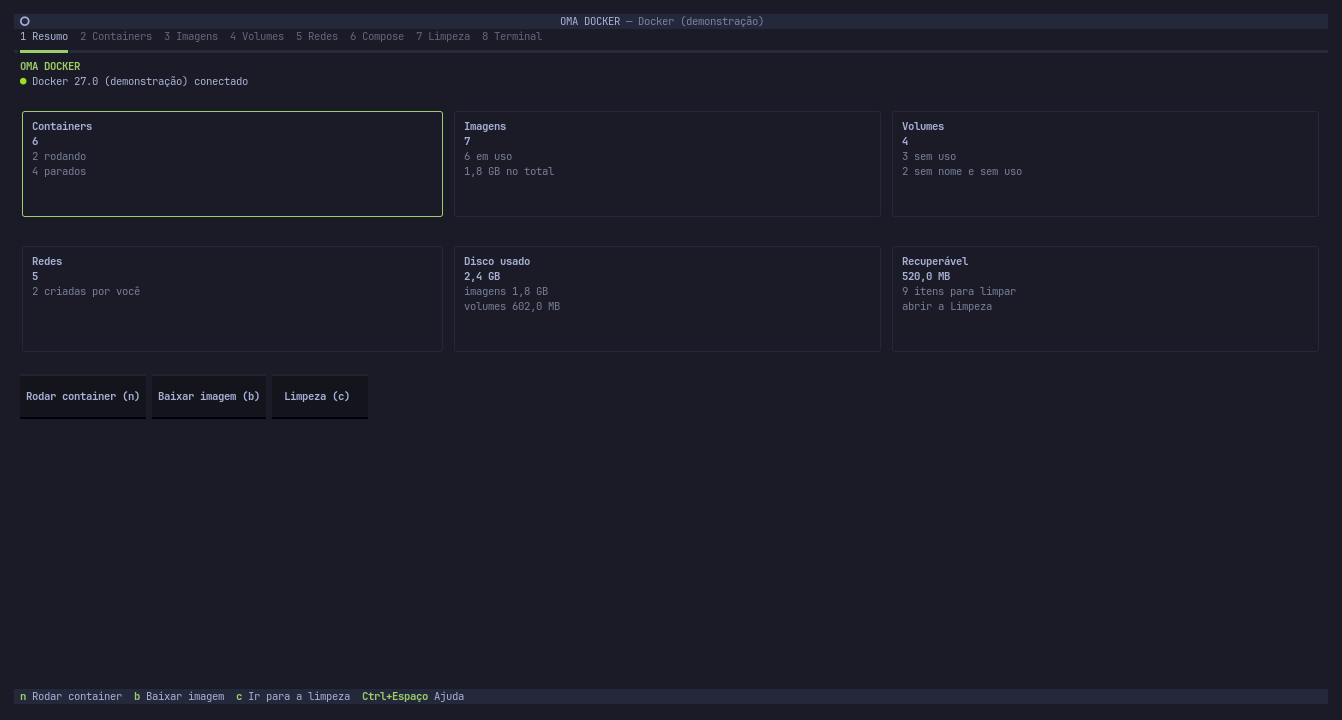 OMA DOCKER — Docker (demonstração)
1 Resumo  2 Containers  3 Imagens  4 Volumes  5 Redes  6 Compose  7 Limpeza  8 Terminal
OMA DOCKER
Docker 27.0 (demonstração) conectado
Containers
6
2 rodando
4 parados
Imagens
7
6 em uso
1,8 GB no total
Volumes
4
3 sem uso
2 sem nome e sem uso
Redes
5
2 criadas por você
Disco usado
2,4 GB
imagens 1,8 GB
volumes 602,0 MB
Recuperável
520,0 MB
9 itens para limpar
abrir a Limpeza
Rodar container (n)  Baixar imagem (b)  Limpeza (c)
n Rodar container  b Baixar imagem  c Ir para a limpeza  Ctrl+Espaço Ajuda